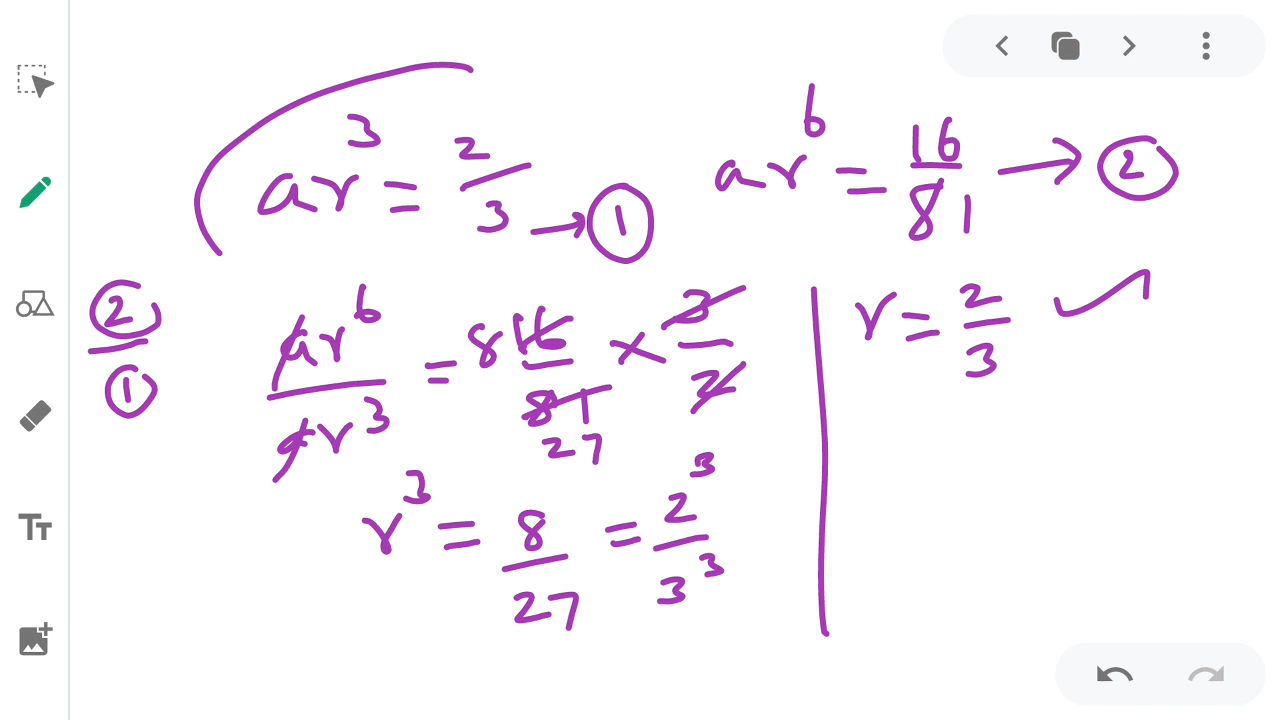 ar³ = 2/3 → ①
ar⁶ = 16/81 → ②
②/① ar⁶/ar³ = 8 16/81 27 × 3/2
r³ = 8/27 = 2³/3³
r = 2/3 ✓
Tт